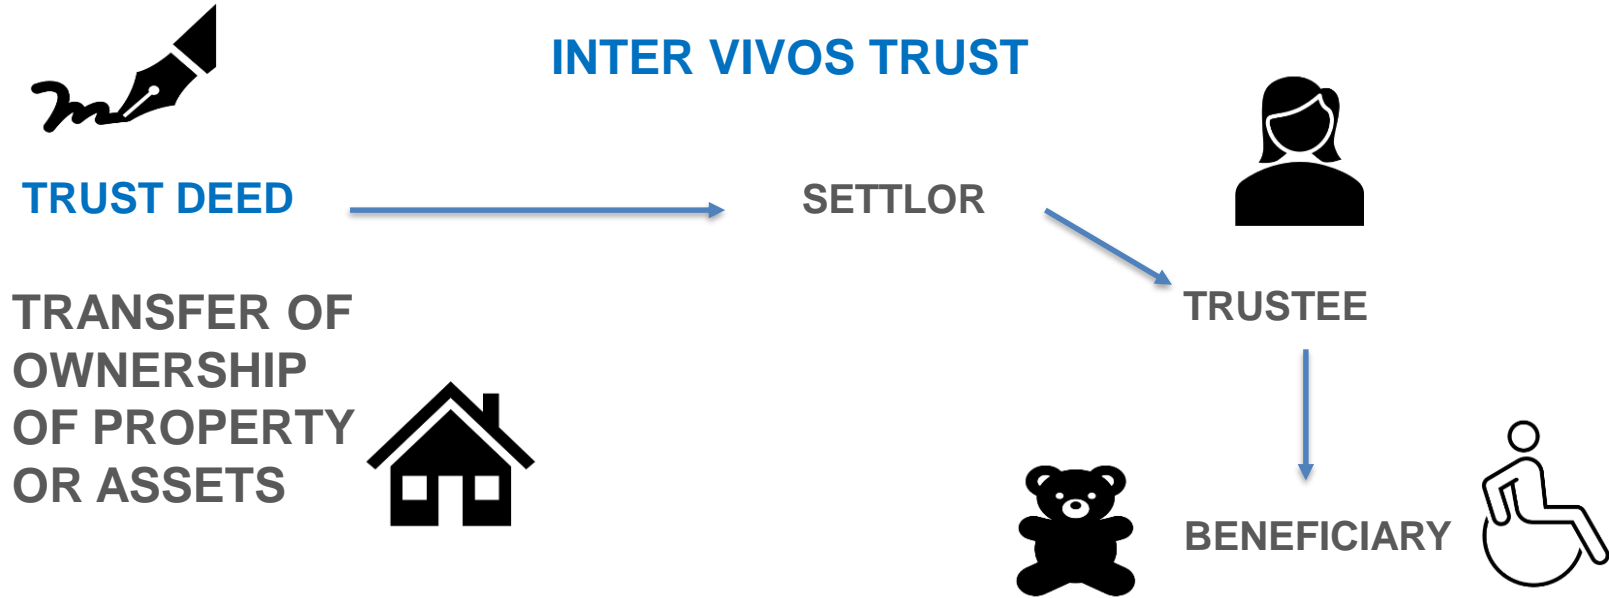 INTER VIVOS TRUST
TRUST DEED
SETTLOR
TRANSFER OF
OWNERSHIP
OF PROPERTY
OR ASSETS
TRUSTEE
BENEFICIARY